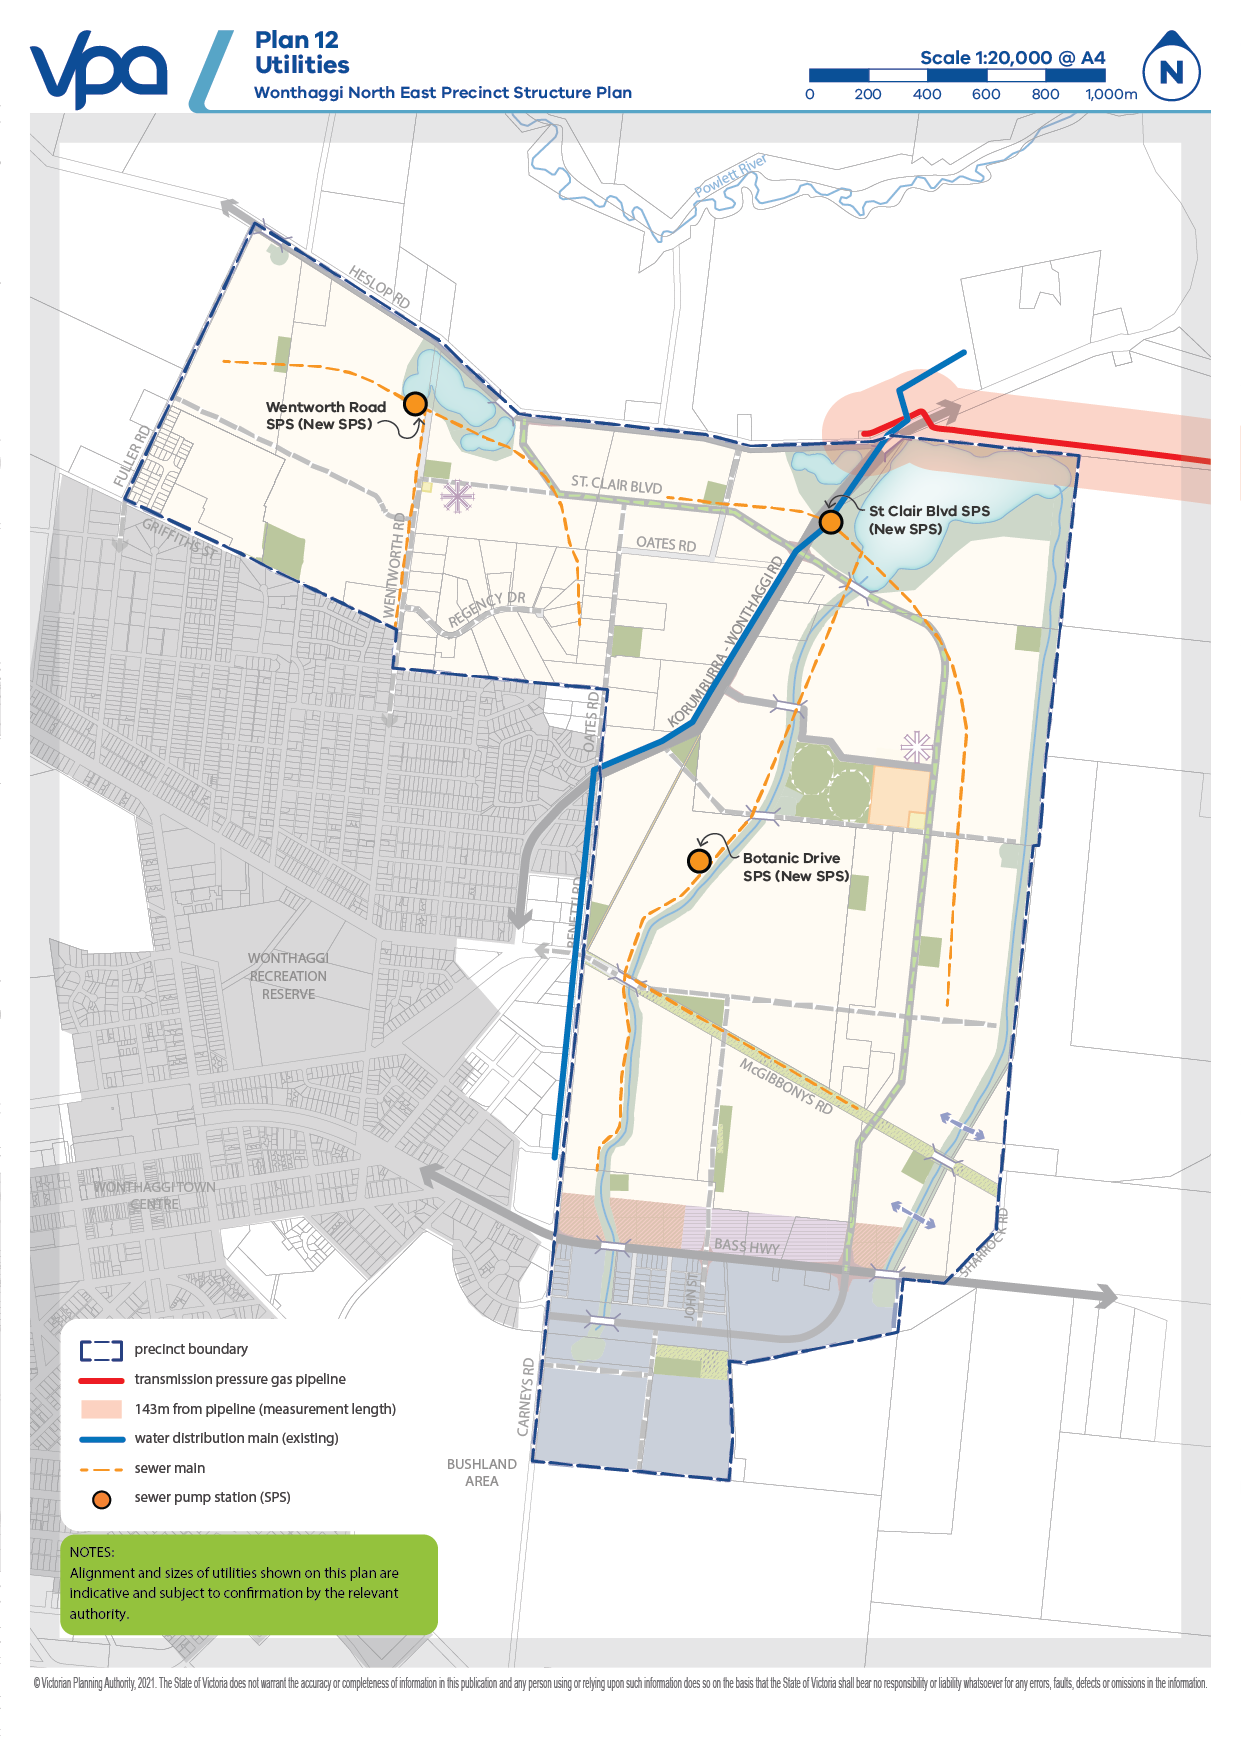 vpa
Plan 12
Utilities
Wonthaggi North East Precinct Structure Plan
Scale 1:20,000 @ A4
0 200 400 600 800 1,000m
N
Powlett River
HESLOP RD
Wentworth Road
SPS (New SPS)
FULLER RD
GRIFFITHS ST
ST. CLAIR BLVD
St Clair Blvd SPS
(New SPS)
WENTWORTH RD
OATES RD
REGENCY DR
KORUMBURRA - WONTHAGGI RD
OATES RD
Botanic Drive
SPS (New SPS)
BENETTI RD
WONTHAGGI
RECREATION
RESERVE
McGIBBONYS RD
WONTHAGGI TOWN
CENTRE
BASS HWY
SHARROCK RD
JOHN ST
CARNEYS RD
BUSHLAND
AREA
precinct boundary
transmission pressure gas pipeline
143m from pipeline (measurement length)
water distribution main (existing)
sewer main
sewer pump station (SPS)
NOTES:
Alignment and sizes of utilities shown on this plan are
indicative and subject to confirmation by the relevant
authority.
© Victorian Planning Authority, 2021. The State of Victoria does not warrant the accuracy or completeness of information in this publication and any person using or relying upon such information does so on the basis that the State of Victoria shall bear no responsibility or liability whatsoever for any errors, faults, defects or omissions in the information.